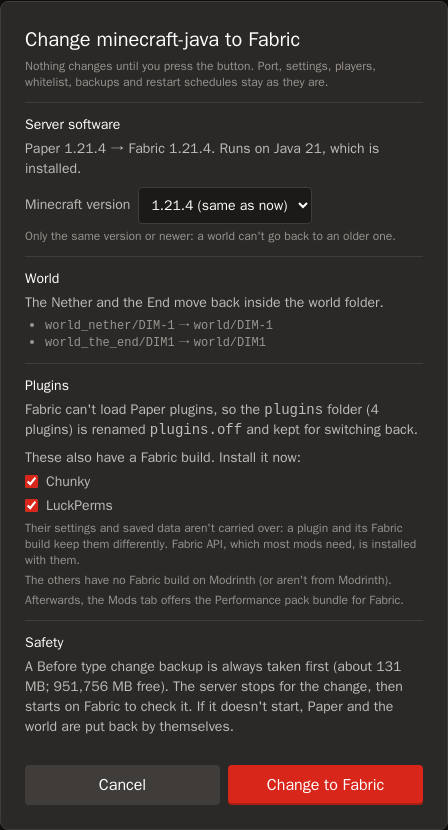 Change minecraft-java to Fabric
Nothing changes until you press the button. Port, settings, players,
whitelist, backups and restart schedules stay as they are.
Server software
Paper 1.21.4 → Fabric 1.21.4. Runs on Java 21, which is
installed.
Minecraft version 1.21.4 (same as now)
Only the same version or newer: a world can't go back to an older one.
World
The Nether and the End move back inside the world folder.
• world_nether/DIM-1 → world/DIM-1
• world_the_end/DIM1 → world/DIM1
Plugins
Fabric can't load Paper plugins, so the plugins folder (4
plugins) is renamed plugins.off and kept for switching back.
These also have a Fabric build. Install it now:
Chunky
LuckPerms
Their settings and saved data aren't carried over: a plugin and its Fabric
build keep them differently. Fabric API, which most mods need, is installed
with them.
The others have no Fabric build on Modrinth (or aren't from Modrinth).
Afterwards, the Mods tab offers the Performance pack bundle for Fabric.
Safety
A Before type change backup is always taken first (about 131
MB; 951,756 MB free). The server stops for the change, then
starts on Fabric to check it. If it doesn't start, Paper and the
world are put back by themselves.
Cancel
Change to Fabric